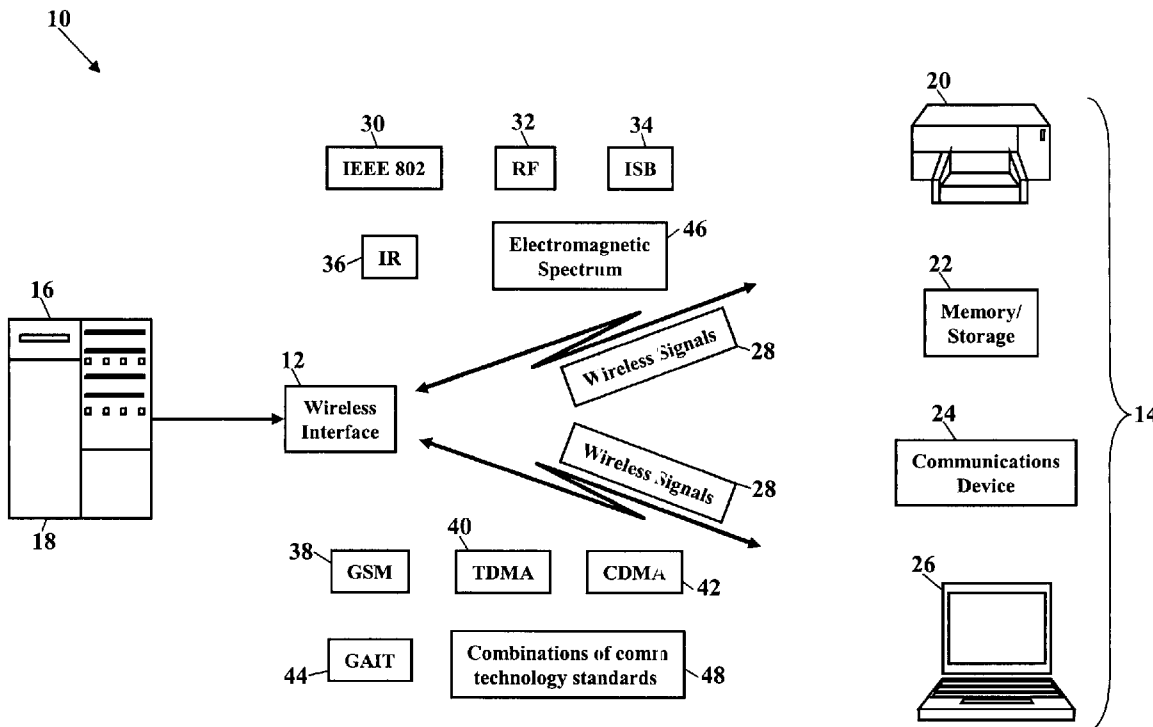 10
20
30
32
34
IEEE 802
RF
ISB
46
36
IR
Electromagnetic
Spectrum
16
22
Memory/
Storage
12
Wireless Signals
28
Wireless
Interface
14
24
Wireless Signals
28
Communications
Device
18
38
40
GSM
TDMA
CDMA
42
26
44
GAIT
Combinations of comm
technology standards
48